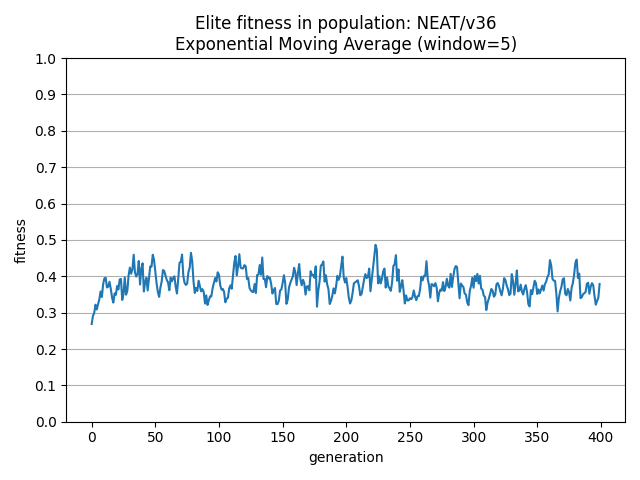 Elite fitness in population: NEAT/v36
Exponential Moving Average (window=5)
1.0
0.9
0.8
0.7
0.6
0.5
0.4
0.3
0.2
0.1
0.0
fitness
0 50 100 150 200 250 300 350 400
generation